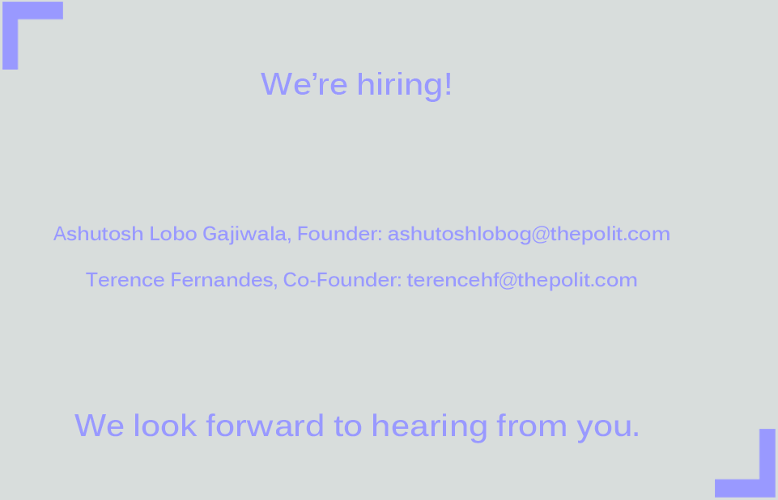 We’re hiring!
Ashutosh Lobo Gajiwala, Founder: ashutoshlobog@thepolit.com
Terence Fernandes, Co-Founder: terencehf@thepolit.com
We look forward to hearing from you.